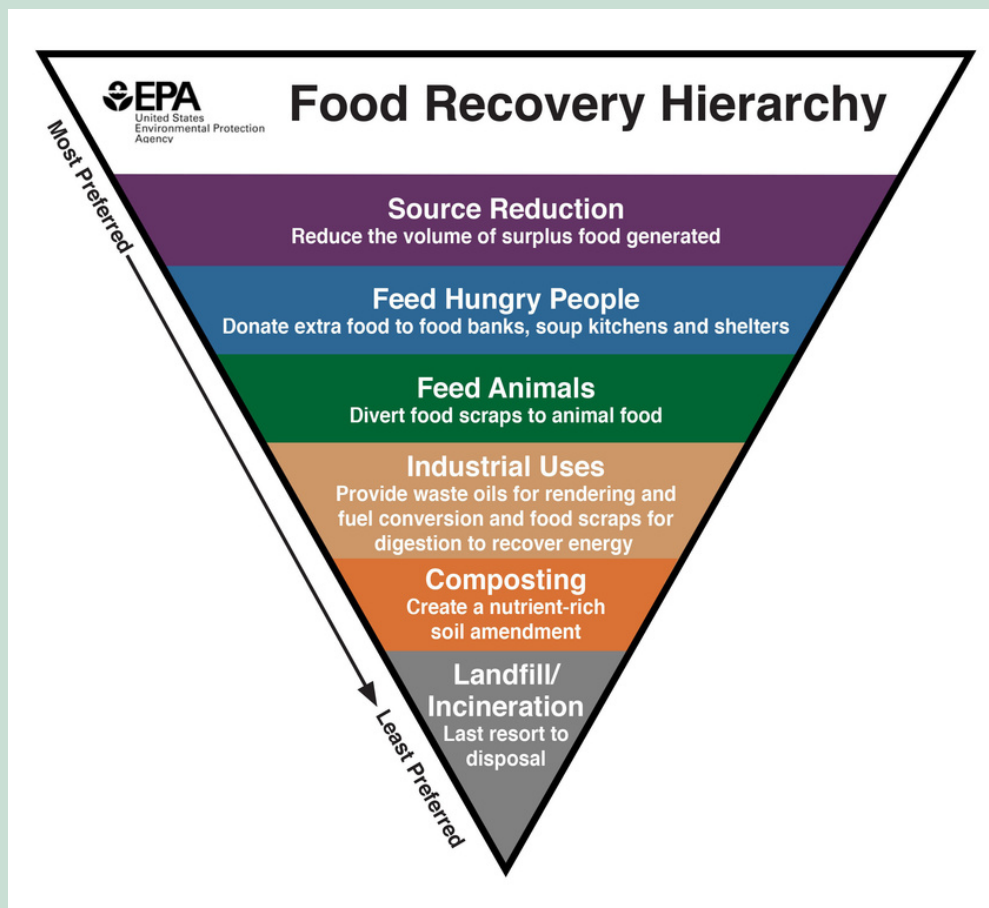 EPA
United States
Environmental Protection
Agency
Food Recovery Hierarchy
Most Preferred
Source Reduction
Reduce the volume of surplus food generated
Feed Hungry People
Donate extra food to food banks, soup kitchens and shelters
Feed Animals
Divert food scraps to animal food
Industrial Uses
Provide waste oils for rendering and
fuel conversion and food scraps for
digestion to recover energy
Composting
Create a nutrient-rich
soil amendment
Landfill/
Incineration
Last resort to
disposal
Least Preferred